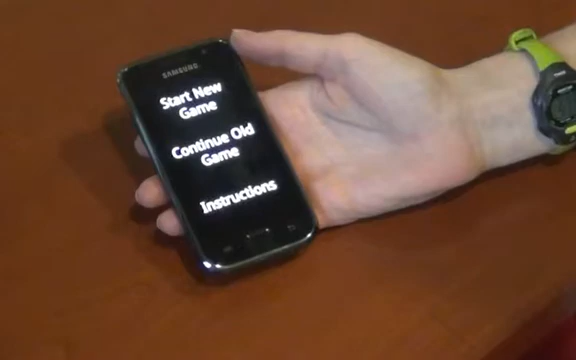 SAMSUNG
Start New
Game
Continue Old
Game
Instructions